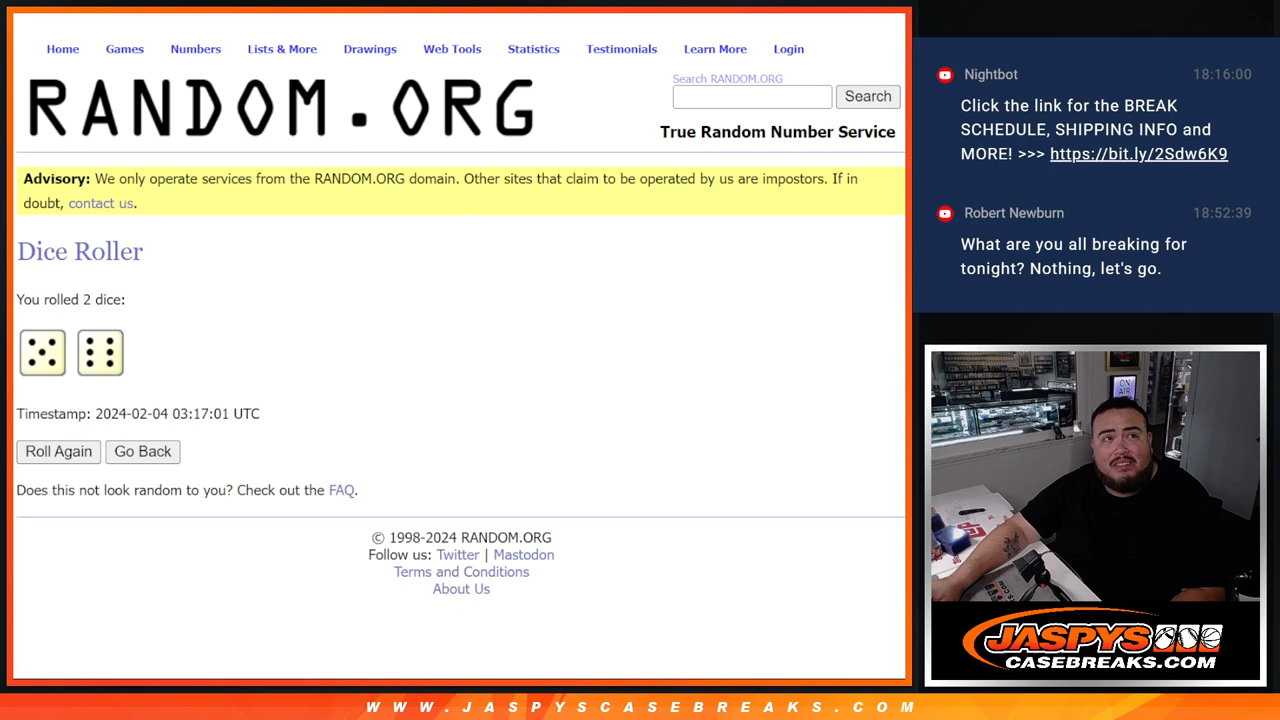 Home Games Numbers Lists & More Drawings Web Tools Statistics Testimonials Learn More Login
RANDOM.ORG
Search RANDOM.ORG
Search
True Random Number Service
Advisory: We only operate services from the RANDOM.ORG domain. Other sites that claim to be operated by us are impostors. If in
doubt, contact us.
Dice Roller
You rolled 2 dice:
Timestamp: 2024-02-04 03:17:01 UTC
Roll Again Go Back
Does this not look random to you? Check out the FAQ.
© 1998-2024 RANDOM.ORG
Follow us: Twitter | Mastodon
Terms and Conditions
About Us
Nightbot 18:16:00
Click the link for the BREAK
SCHEDULE, SHIPPING INFO and
MORE! >>> https://bit.ly/2Sdw6K9
Robert Newburn 18:52:39
What are you all breaking for
tonight? Nothing, let's go.
ON
AIR
JASPYS
CASEBREAKS.COM
WWW.JASPYSCASEBREAKS.COM